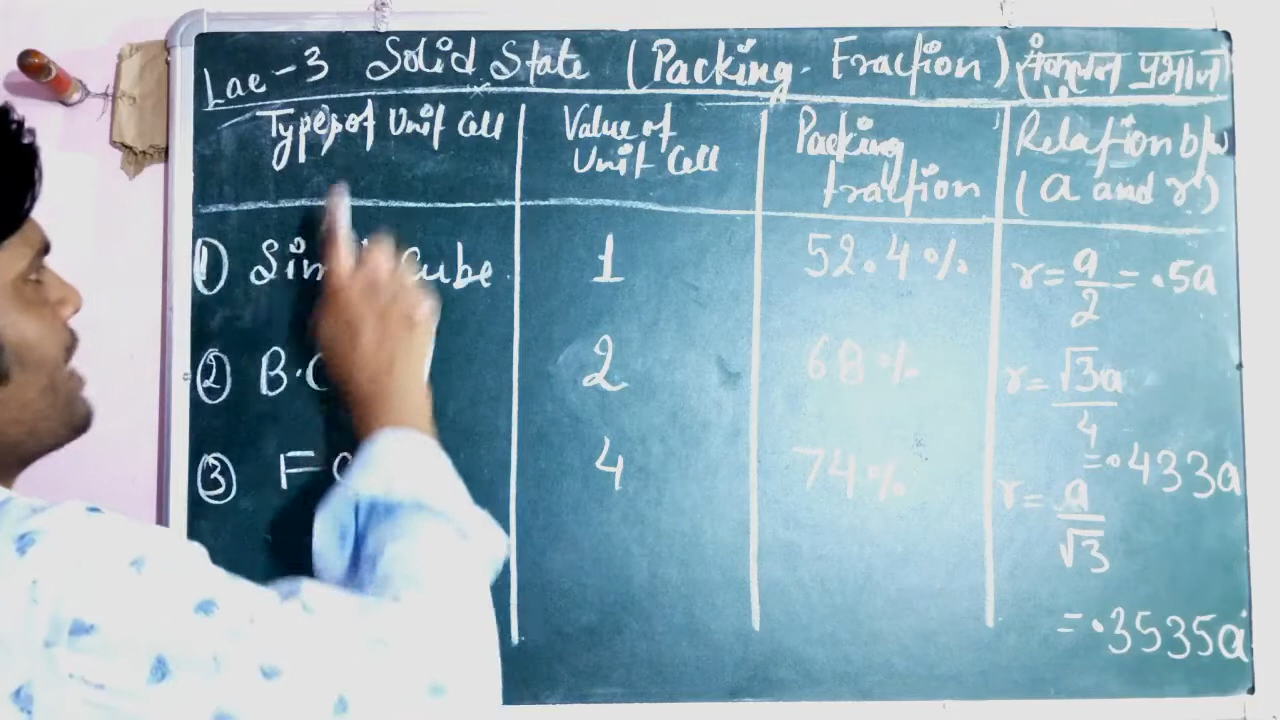 Lae-3 Solid State (Packing Fraction) संकुलन प्रभाज
Types of Unit Cell
Value of
Unit Cell
Packing
fraction
Relation b/w
(a and r)
① Cube
1
52.4%
r = a/2 = .5a
② B.C
2
68%
r = √3a/4
= .433a
③ F
4
74%
r = a/√3
= .3535a